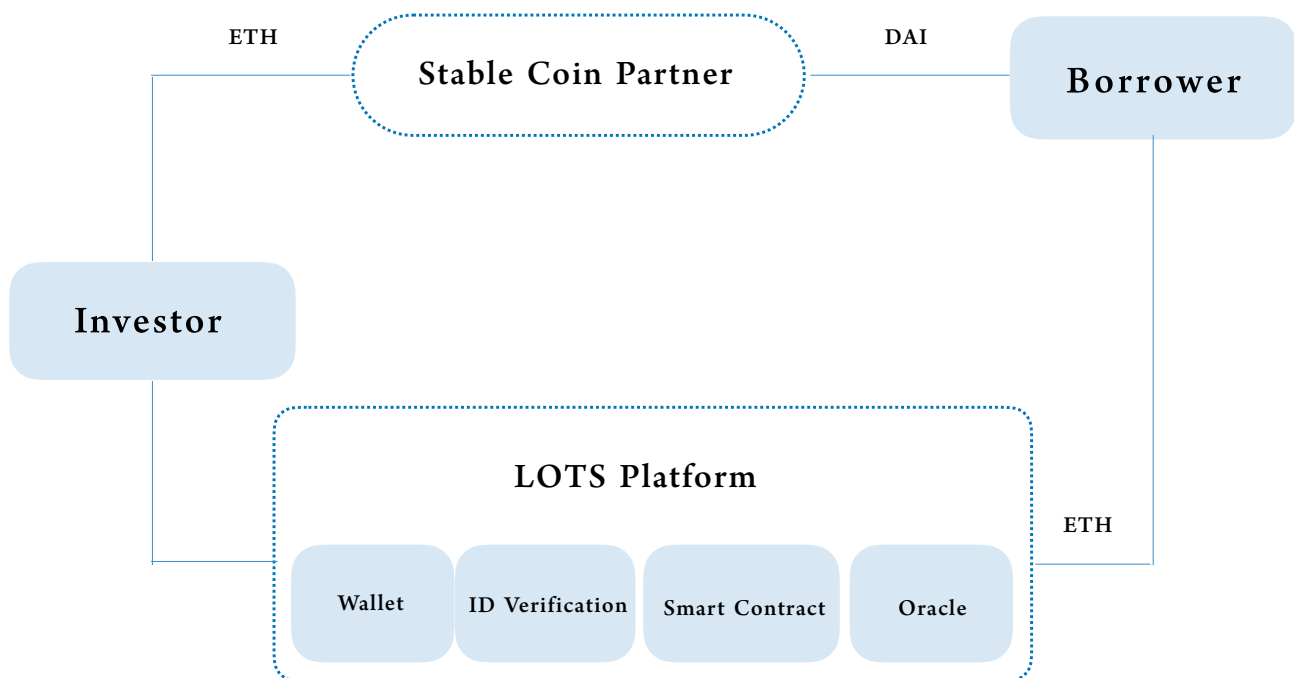 ETH
DAI
Stable Coin Partner
Borrower
Investor
LOTS Platform
ETH
Wallet
ID Verification
Smart Contract
Oracle